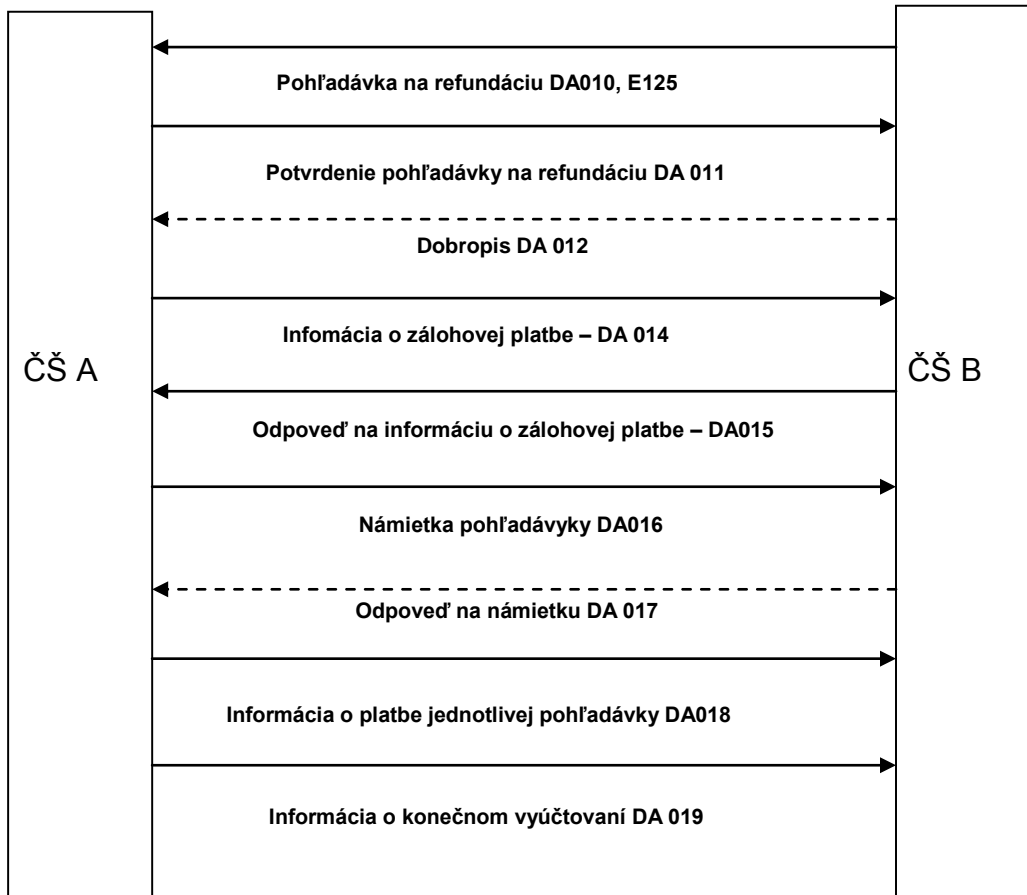 Pohľadávka na refundáciu DA010, E125
Potvrdenie pohľadávky na refundáciu DA 011
Dobropis DA 012
Infomácia o zálohovej platbe – DA 014
ČŠ A
ČŠ B
Odpoveď na informáciu o zálohovej platbe – DA015
Námietka pohľadávyky DA016
Odpoveď na námietku DA 017
Informácia o platbe jednotlivej pohľadávky DA018
Informácia o konečnom vyúčtovaní DA 019